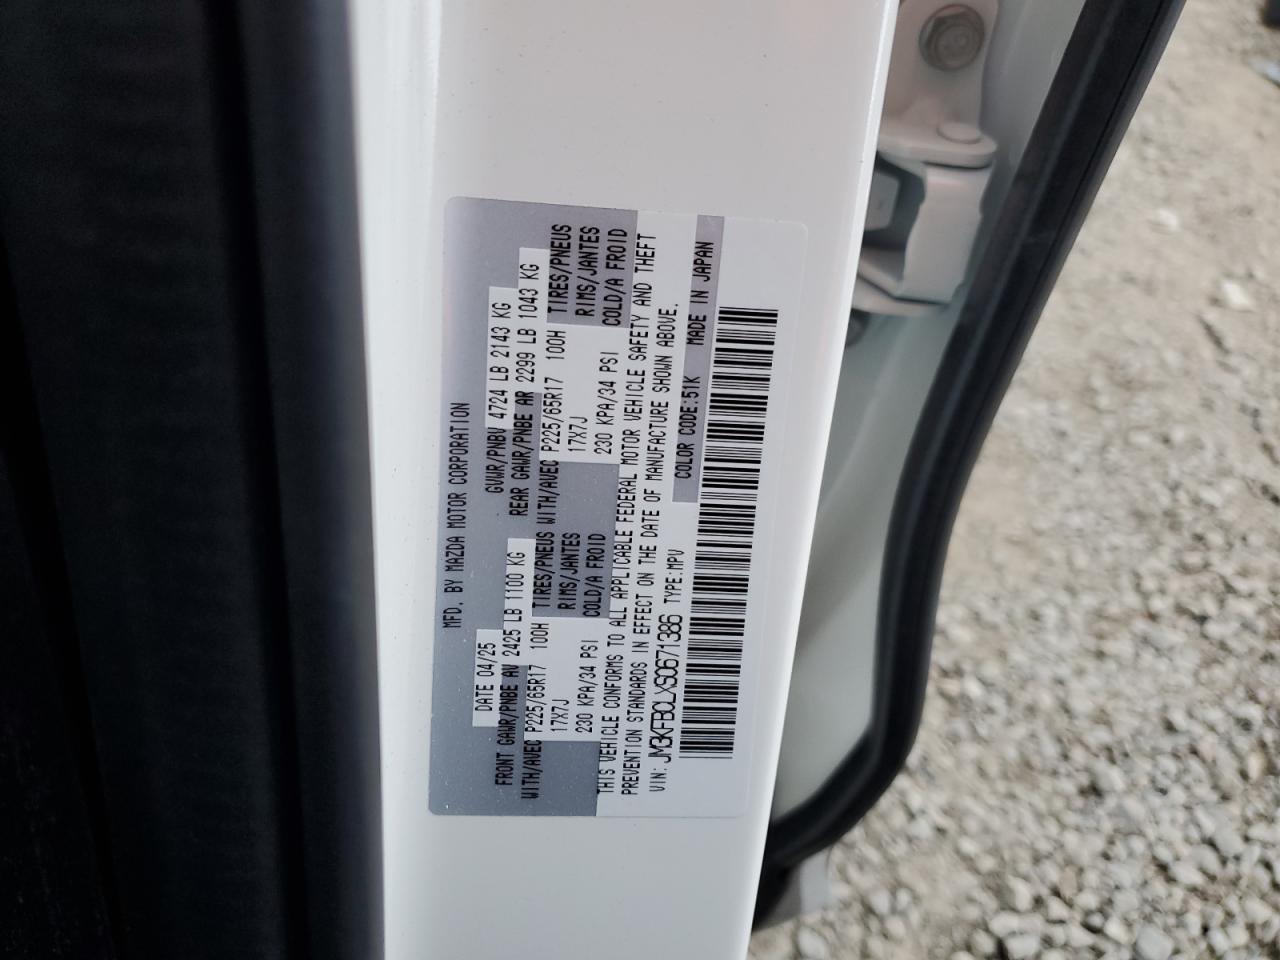 MFD. BY MAZDA MOTOR CORPORATION
DATE 04/25 GVWR/PNBV 4724 LB 2143 KG
FRONT GAWR/PNBE AV 2425 LB 1100 KG REAR GAWR/PNBE AR 2299 LB 1043 KG
WITH/AVEC P225/65R17 100H TIRES/PNEUS WITH/AVEC P225/65R17 100H TIRES/PNEUS
17X7J RIMS/JANTES 17X7J RIMS/JANTES
230 KPA/34 PSI COLD/A FROID 230 KPA/34 PSI COLD/A FROID
THIS VEHICLE CONFORMS TO ALL APPLICABLE FEDERAL MOTOR VEHICLE SAFETY AND THEFT
PREVENTION STANDARDS IN EFFECT ON THE DATE OF MANUFACTURE SHOWN ABOVE.
VIN: JM3KFBCLXS0671386 TYPE:MPV COLOR CODE:51K MADE IN JAPAN